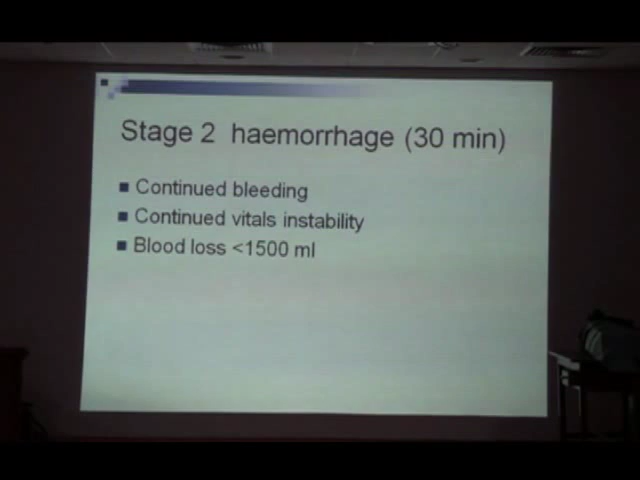 Stage 2 haemorrhage (30 min)
Continued bleeding
Continued vitals instability
Blood loss <1500 ml